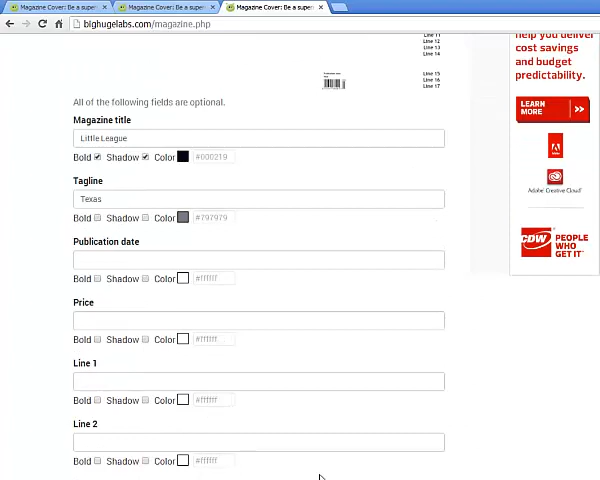 Magazine Cover: Be a super
Magazine Cover: Be a super
Magazine Cover: Be a super
bighugelabs.com/magazine.php
Line 11
Line 12
Line 13
Line 14
Line 15
Line 16
Line 17
help you deliver
cost savings
and budget
predictability.
LEARN
MORE
Adobe
Adobe Creative Cloud
CDW
PEOPLE
WHO
GET IT
All of the following fields are optional.
Magazine title
Little League
Bold Shadow Color #000219
Tagline
Texas
Bold Shadow Color #797979
Publication date
Bold Shadow Color #ffffff
Price
Bold Shadow Color #ffffff
Line 1
Bold Shadow Color #ffffff
Line 2
Bold Shadow Color #ffffff